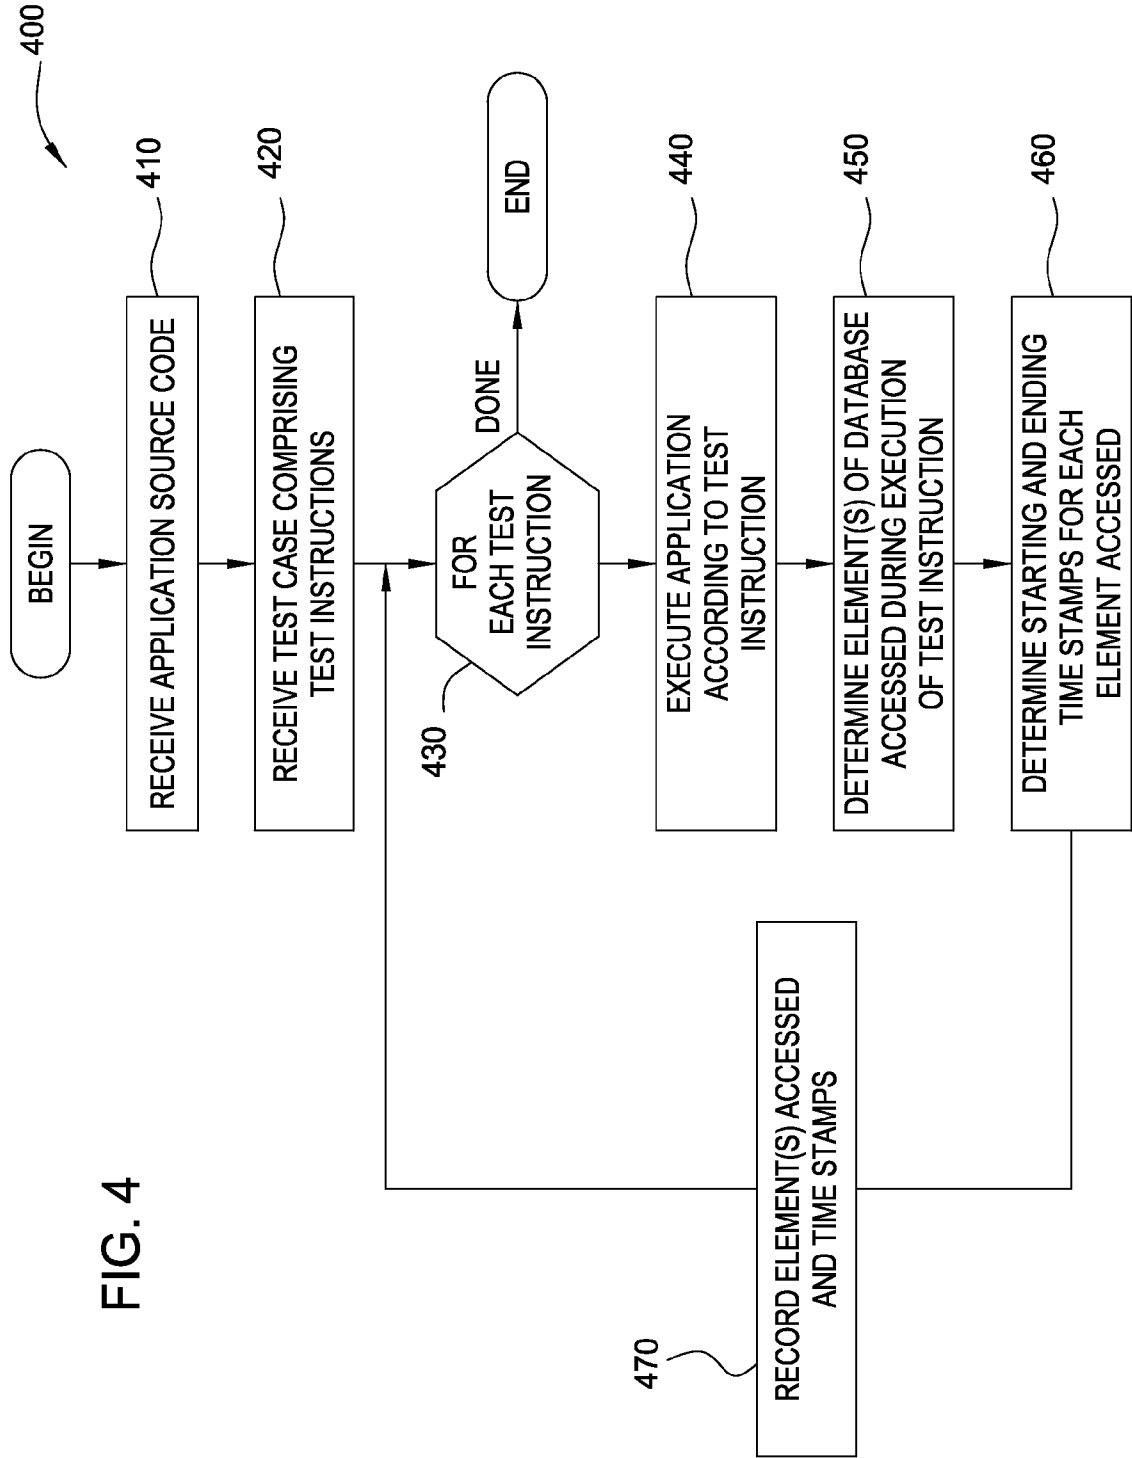 FIG. 4
400
BEGIN
RECEIVE APPLICATION SOURCE CODE
410
RECEIVE TEST CASE COMPRISING
TEST INSTRUCTIONS
420
FOR
EACH TEST
INSTRUCTION
430
DONE
END
EXECUTE APPLICATION
ACCORDING TO TEST
INSTRUCTION
440
DETERMINE ELEMENT(S) OF DATABASE
ACCESSED DURING EXECUTION
OF TEST INSTRUCTION
450
DETERMINE STARTING AND ENDING
TIME STAMPS FOR EACH
ELEMENT ACCESSED
460
RECORD ELEMENT(S) ACCESSED
AND TIME STAMPS
470